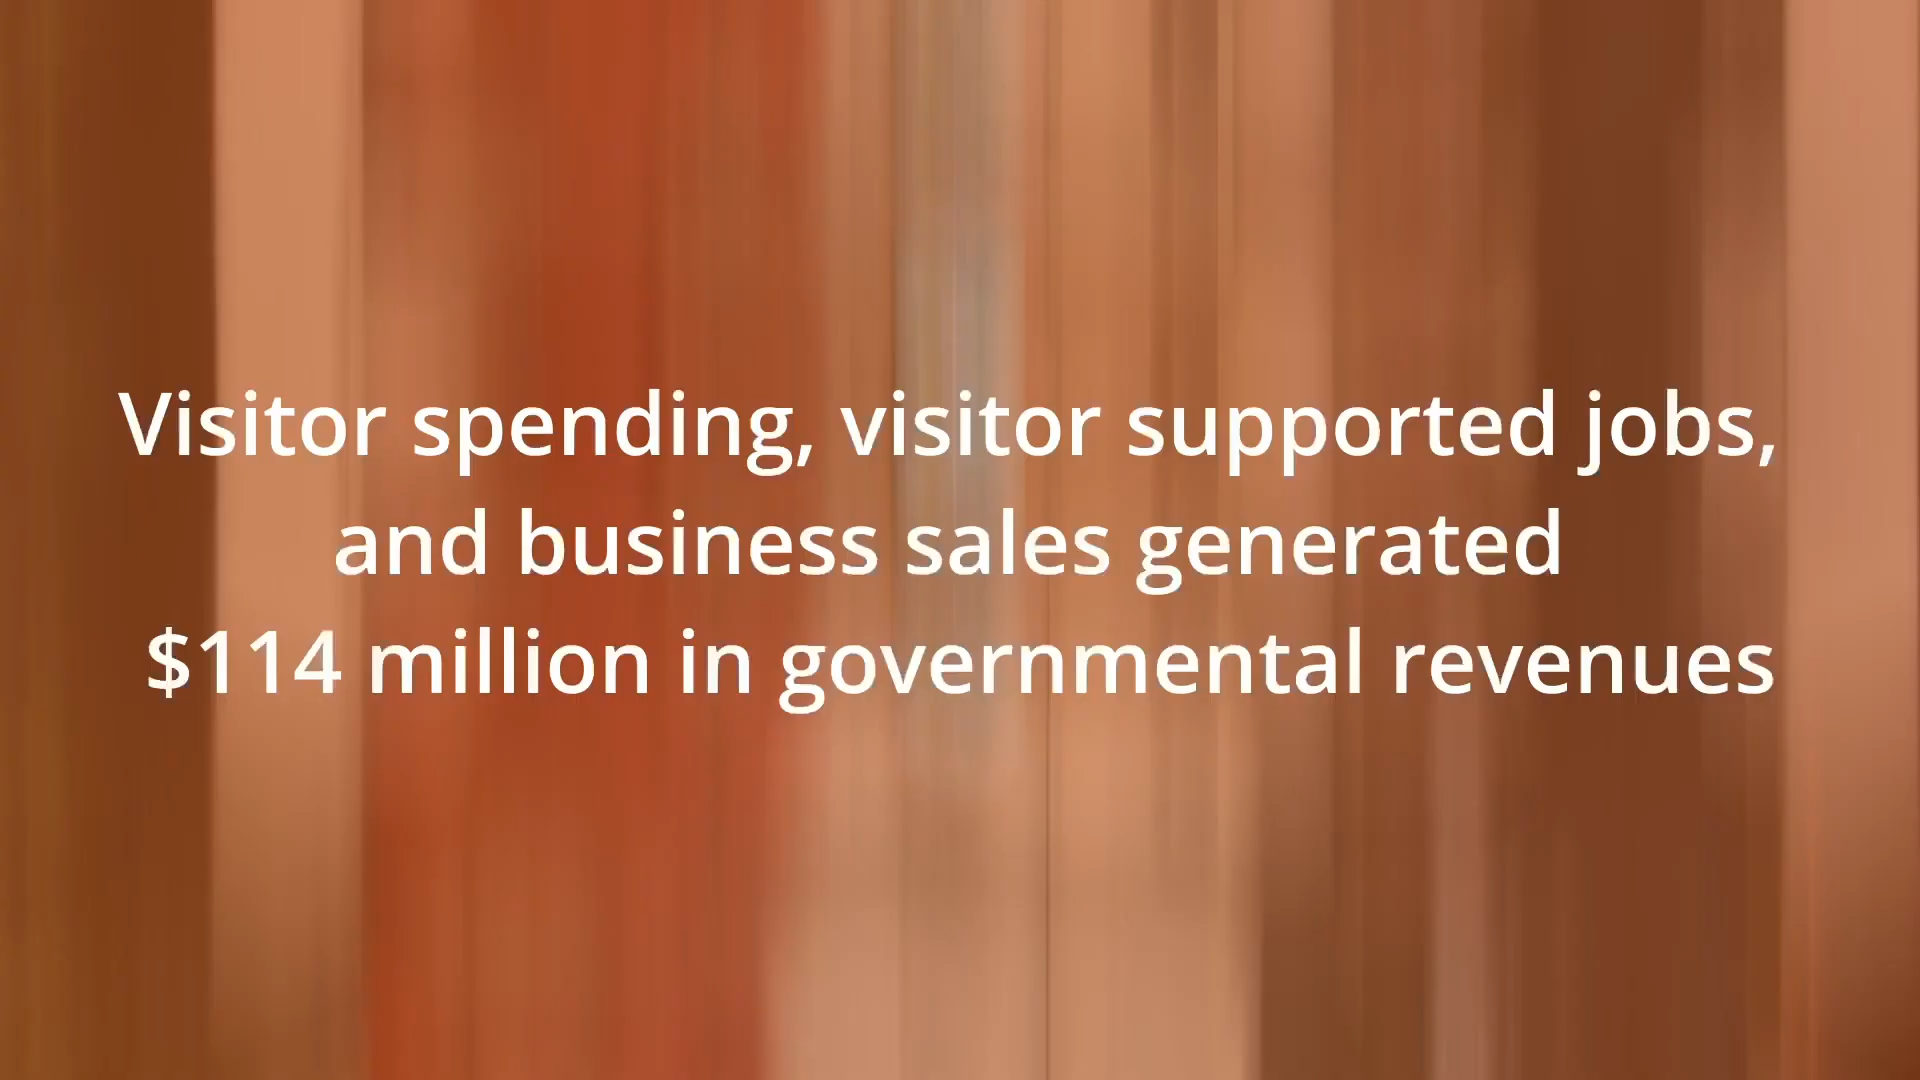 Visitor spending, visitor supported jobs,
and business sales generated
$114 million in governmental revenues